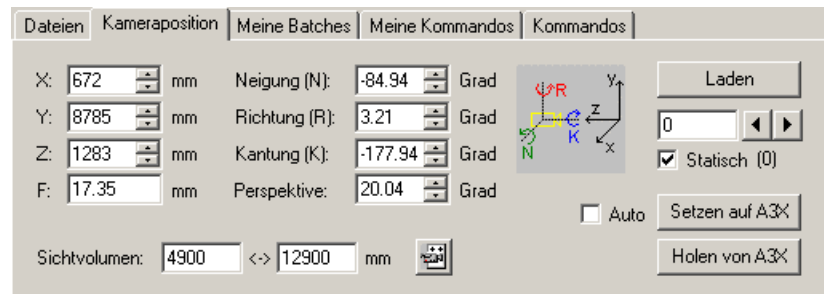 Dateien Kameraposition Meine Batches Meine Kommandos Kommandos
X: 672 mm Neigung (N): -84.94 Grad R y Laden
Y: 8785 mm Richtung (R): 3.21 Grad z 0
Z: 1283 mm Kantung (K): -177.94 Grad N K x Statisch (0)
F: 17.35 mm Perspektive: 20.04 Grad
Auto Setzen auf A3X
Sichtvolumen: 4900 <-> 12900 mm Holen von A3X